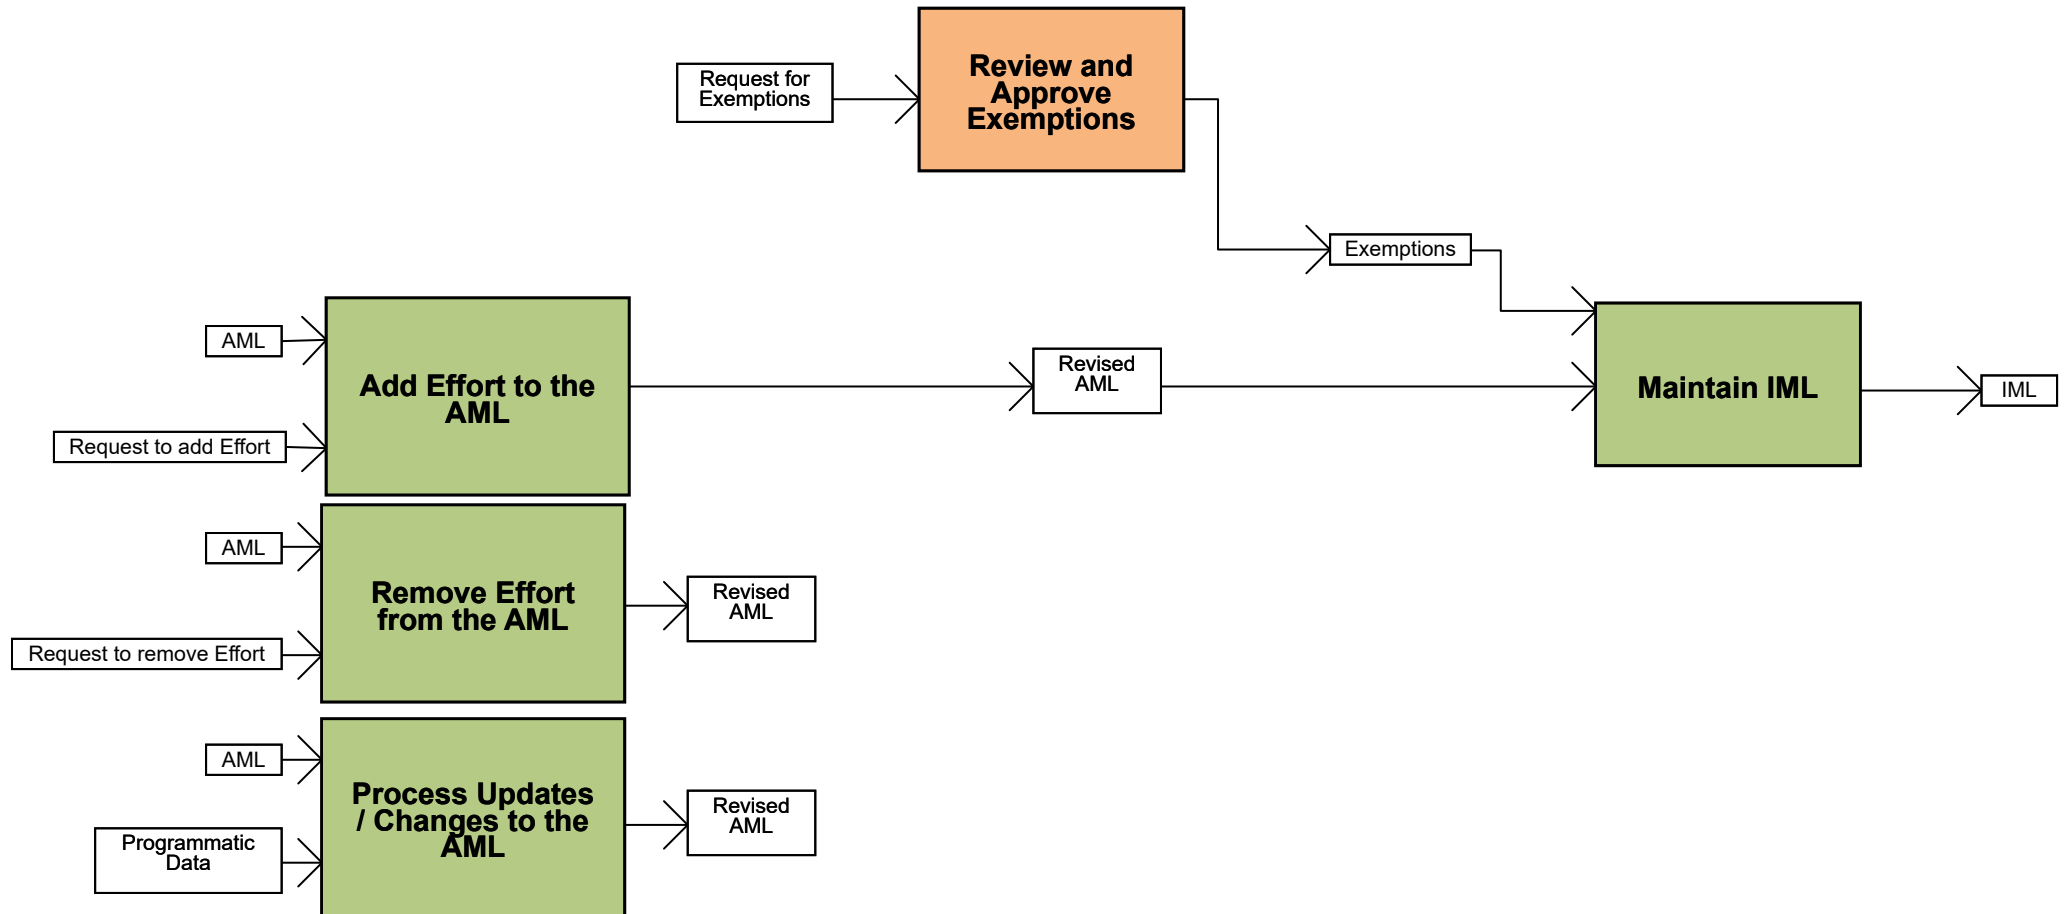 Request for
Exemptions
Review and
Approve
Exemptions
Exemptions
AML
Request to add Effort
Add Effort to the
AML
Revised
AML
Maintain IML
IML
AML
Request to remove Effort
Remove Effort
from the AML
Revised
AML
AML
Programmatic
Data
Process Updates
/ Changes to the
AML
Revised
AML